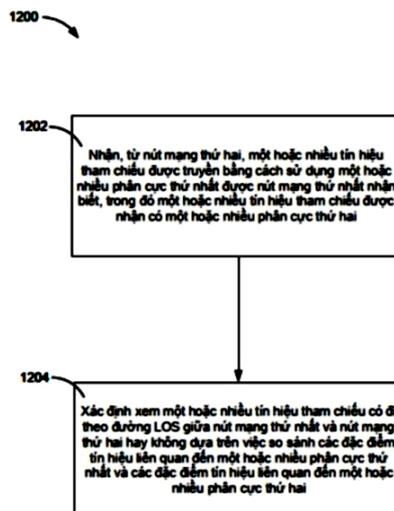 1200
1202
Nhận, từ nút mạng thứ hai, một hoặc nhiều tín hiệu
tham chiếu được truyền bằng cách sử dụng một hoặc
nhiều phân cực thứ nhất được nút mạng thứ nhất nhận
biết, trong đó một hoặc nhiều tín hiệu tham chiếu được
nhận có một hoặc nhiều phân cực thứ hai
1204
Xác định xem một hoặc nhiều tín hiệu tham chiếu có đi
theo đường LOS giữa nút mạng thứ nhất và nút mạng
thứ hai hay không dựa trên việc so sánh các đặc điểm
tín hiệu liên quan đến một hoặc nhiều phân cực thứ
nhất và các đặc điểm tín hiệu liên quan đến một hoặc
nhiều phân cực thứ hai